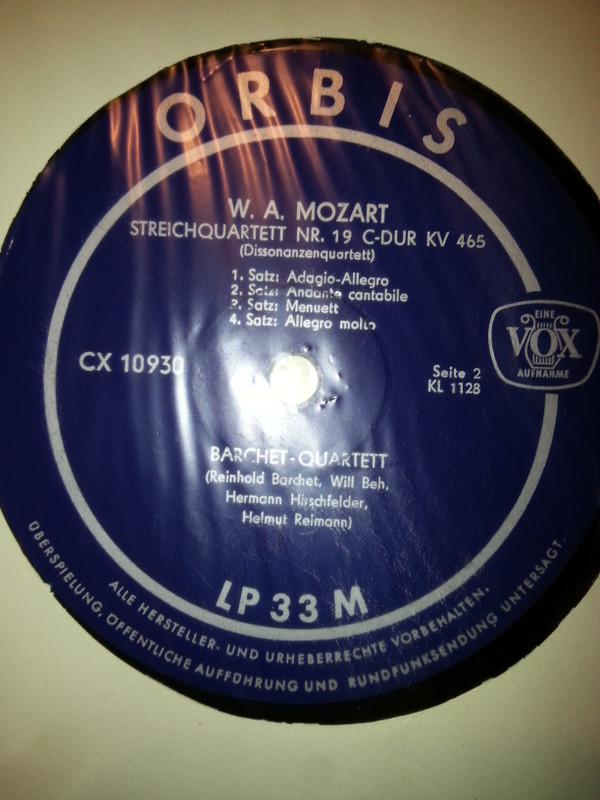 ORBIS
W. A. MOZART
STREICHQUARTETT NR. 19 C-DUR KV 465
(Dissonanzenquartett)
1. Satz: Adagio-Allegro
2. Satz: Andante cantabile
3. Satz: Menuett
4. Satz: Allegro molto
EINE
VOX
AUFNAHME
CX 10930
Seite 2
KL 1128
BARCHET-QUARTETT
(Reinhold Barchet, Will Beh,
Hermann Hirschfelder,
Helmut Reimann)
LP 33 M
ALLE HERSTELLER- UND URHEBERRECHTE VORBEHALTEN.
ÜBERSPIELUNG, ÖFFENTLICHE AUFFÜHRUNG UND RUNDFUNKSENDUNG UNTERSAGT.